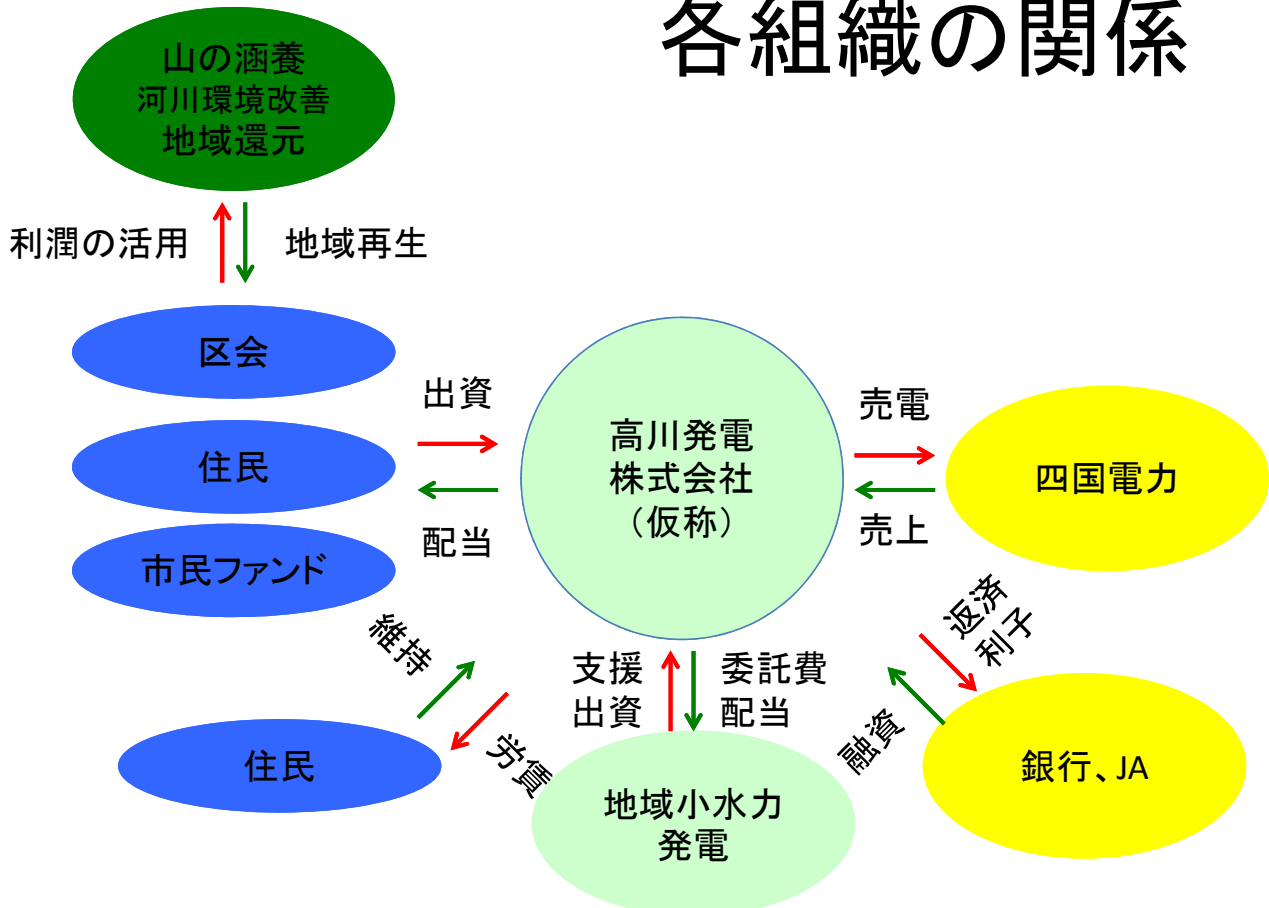 各組織の関係
山の涵養
河川環境改善
地域還元
利潤の活用
地域再生
区会
住民
市民ファンド
出資
配当
高川発電
株式会社
（仮称）
売電
売上
四国電力
維持
労賃
住民
支援
出資
委託費
配当
地域小水力
発電
返済
利子
融資
銀行、JA